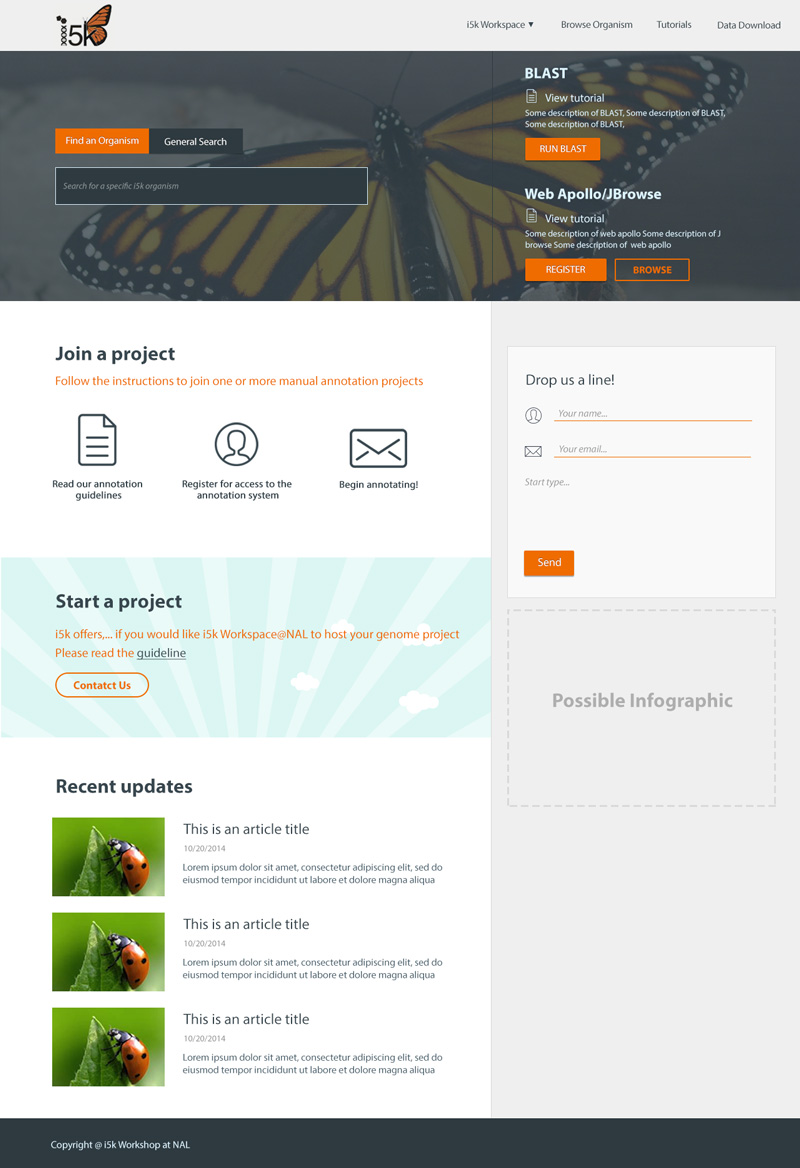 i5k
i5k Workspace ▼
Browse Organism
Tutorials
Data Download
Find an Organism
General Search
Search for a specific i5k organism
BLAST
View tutorial
Some description of BLAST, Some description of BLAST,
Some description of BLAST,
RUN BLAST
Web Apollo/JBrowse
View tutorial
Some description of web apollo Some description of J
browse Some description of web apollo
REGISTER
BROWSE
Join a project
Follow the instructions to join one or more manual annotation projects
Read our annotation
guidelines
Register for access to the
annotation system
Begin annotating!
Start a project
i5k offers,... if you would like i5k Workspace@NAL to host your genome project
Please read the guideline
Contatct Us
Recent updates
This is an article title
10/20/2014
Lorem ipsum dolor sit amet, consectetur adipiscing elit, sed do
eiusmod tempor incididunt ut labore et dolore magna aliqua
This is an article title
10/20/2014
Lorem ipsum dolor sit amet, consectetur adipiscing elit, sed do
eiusmod tempor incididunt ut labore et dolore magna aliqua
This is an article title
10/20/2014
Lorem ipsum dolor sit amet, consectetur adipiscing elit, sed do
eiusmod tempor incididunt ut labore et dolore magna aliqua
Drop us a line!
Your name...
Your email...
Start type...
Send
Possible Infographic
Copyright @ i5k Workshop at NAL